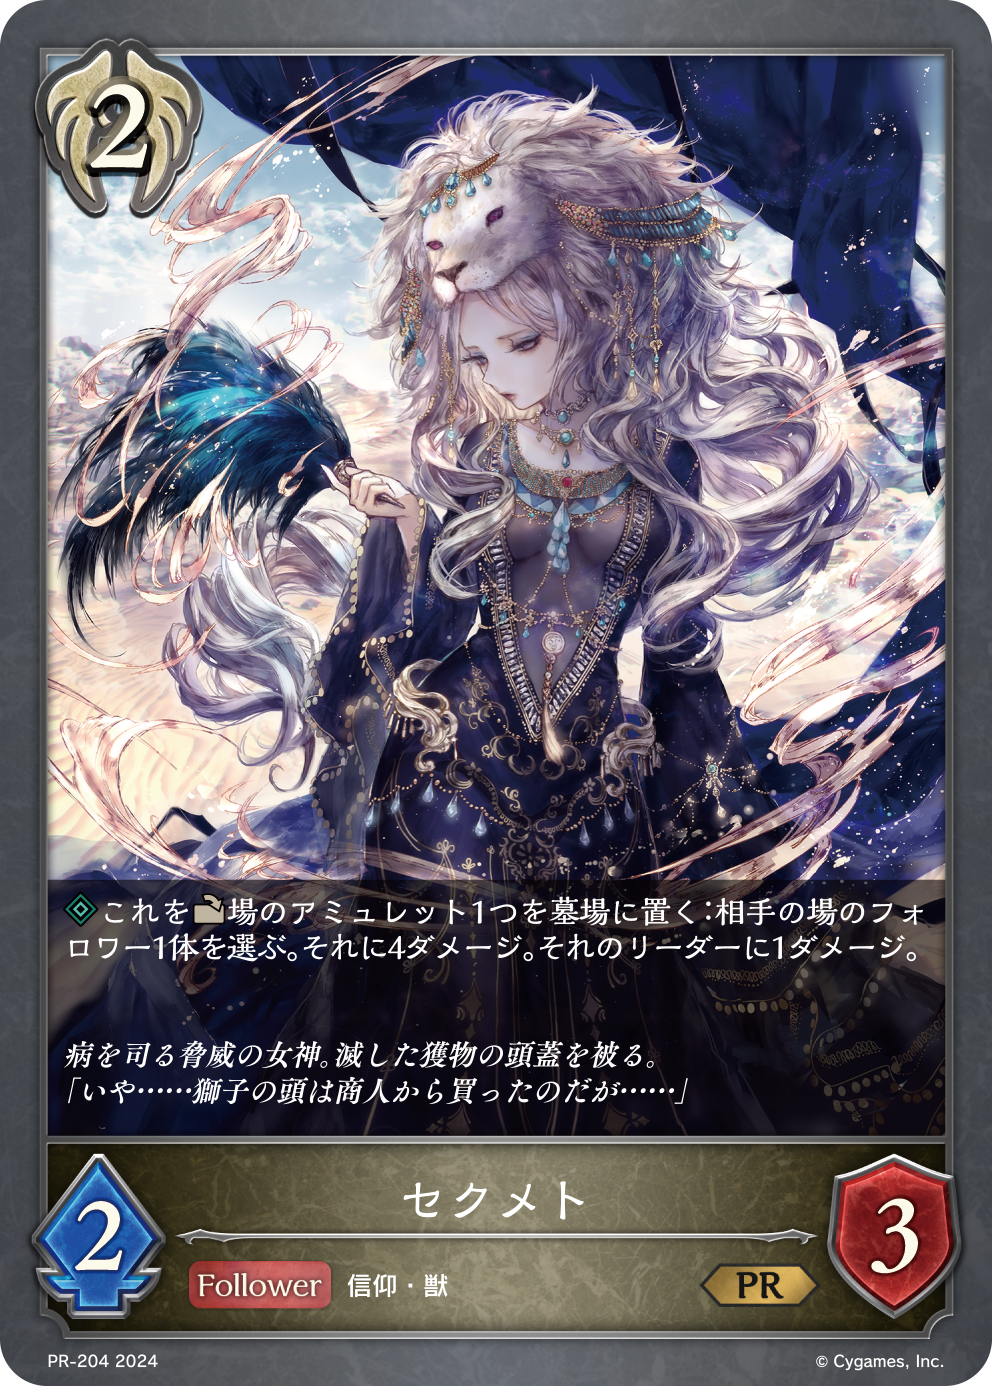 2
これを場のアミュレット1つを墓場に置く:相手の場のフォ
ロワー1体を選ぶ。それに4ダメージ。それのリーダーに1ダメージ。
病を司る脅威の女神。滅した獲物の頭蓋を被る。
「いや……獅子の頭は商人から買ったのだが……」
セクメト
2
3
Follower 信仰・獣 PR
PR-204 2024 © Cygames, Inc.